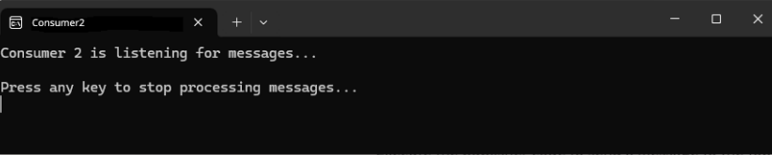 Consumer2
Consumer 2 is listening for messages...
Press any key to stop processing messages...